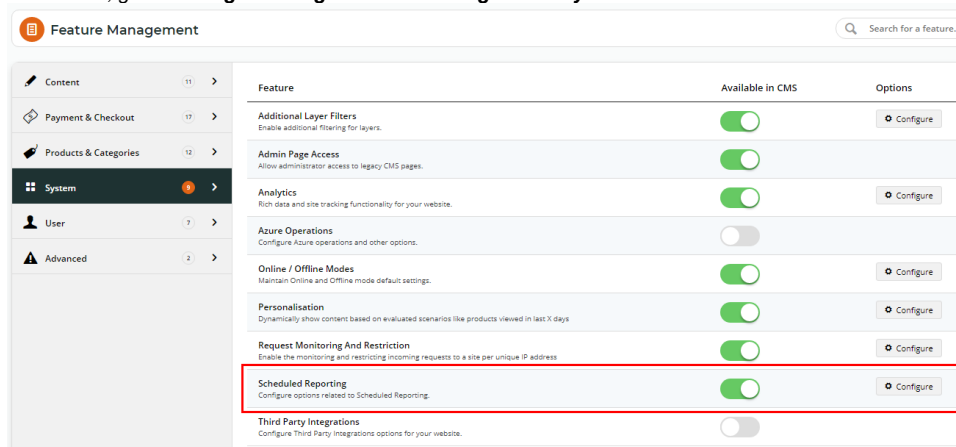 Feature Management
Search for a feature.
Content 11
Payment & Checkout 17
Products & Categories 12
System 9
User 7
Advanced 2
Feature Available in CMS Options
Additional Layer Filters
Enable additional filtering for layers.
Configure
Admin Page Access
Allow administrator access to legacy CMS pages.
Analytics
Rich data and site tracking functionality for your website.
Configure
Azure Operations
Configure Azure operations and other options.
Online / Offline Modes
Maintain Online and Offline mode default settings.
Configure
Personalisation
Dynamically show content based on evaluated scenarios like products viewed in last X days
Configure
Request Monitoring And Restriction
Enable the monitoring and restricting incoming requests to a site per unique IP address
Configure
Scheduled Reporting
Configure options related to Scheduled Reporting.
Configure
Third Party Integrations
Configure Third Party Integrations options for your website.